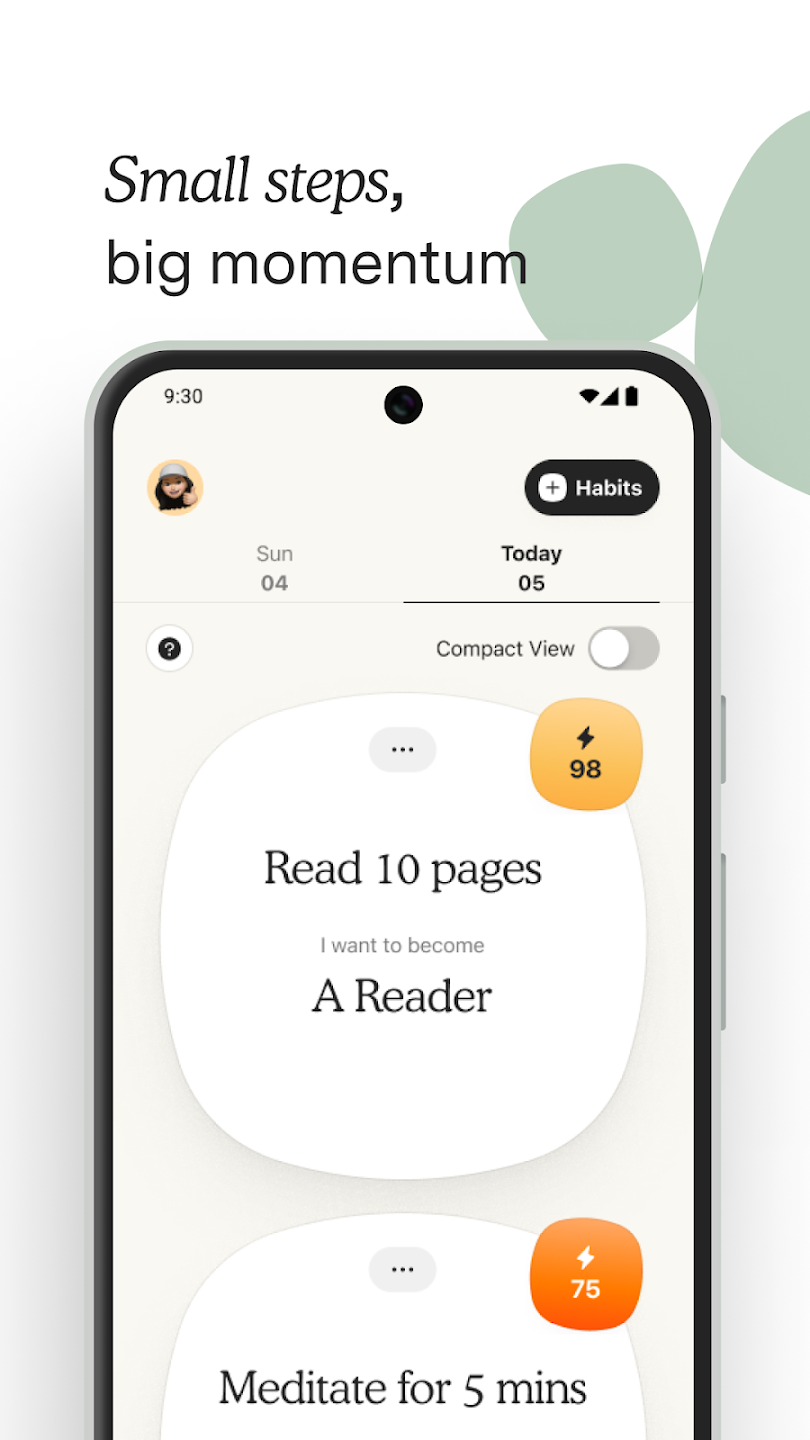 Small steps,
big momentum
9:30
+ Habits
Sun
04
Today
05
?
Compact View
98
Read 10 pages
I want to become
A Reader
75
Meditate for 5 mins